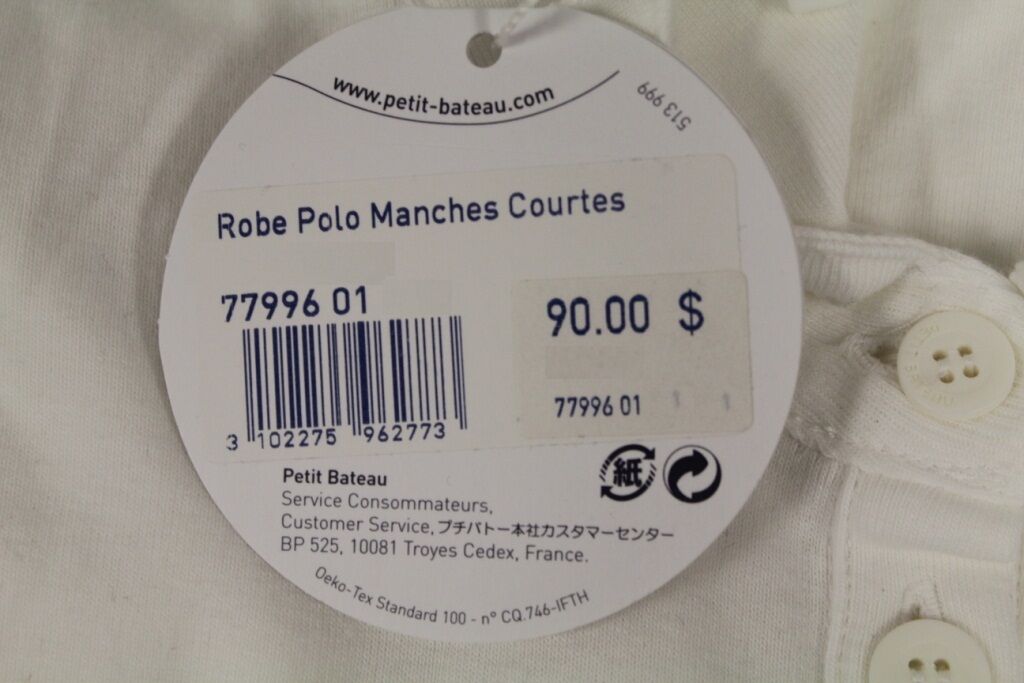 www.petit-bateau.com
513 999
Robe Polo Manches Courtes
77996 01
90.00 $
77996 01
3 102275 962773
紙
Petit Bateau
Service Consommateurs,
Customer Service, プチバトー本社カスタマーセンター
BP 525, 10081 Troyes Cedex, France.
Oeko-Tex Standard 100 - n° CQ.746-IFTH